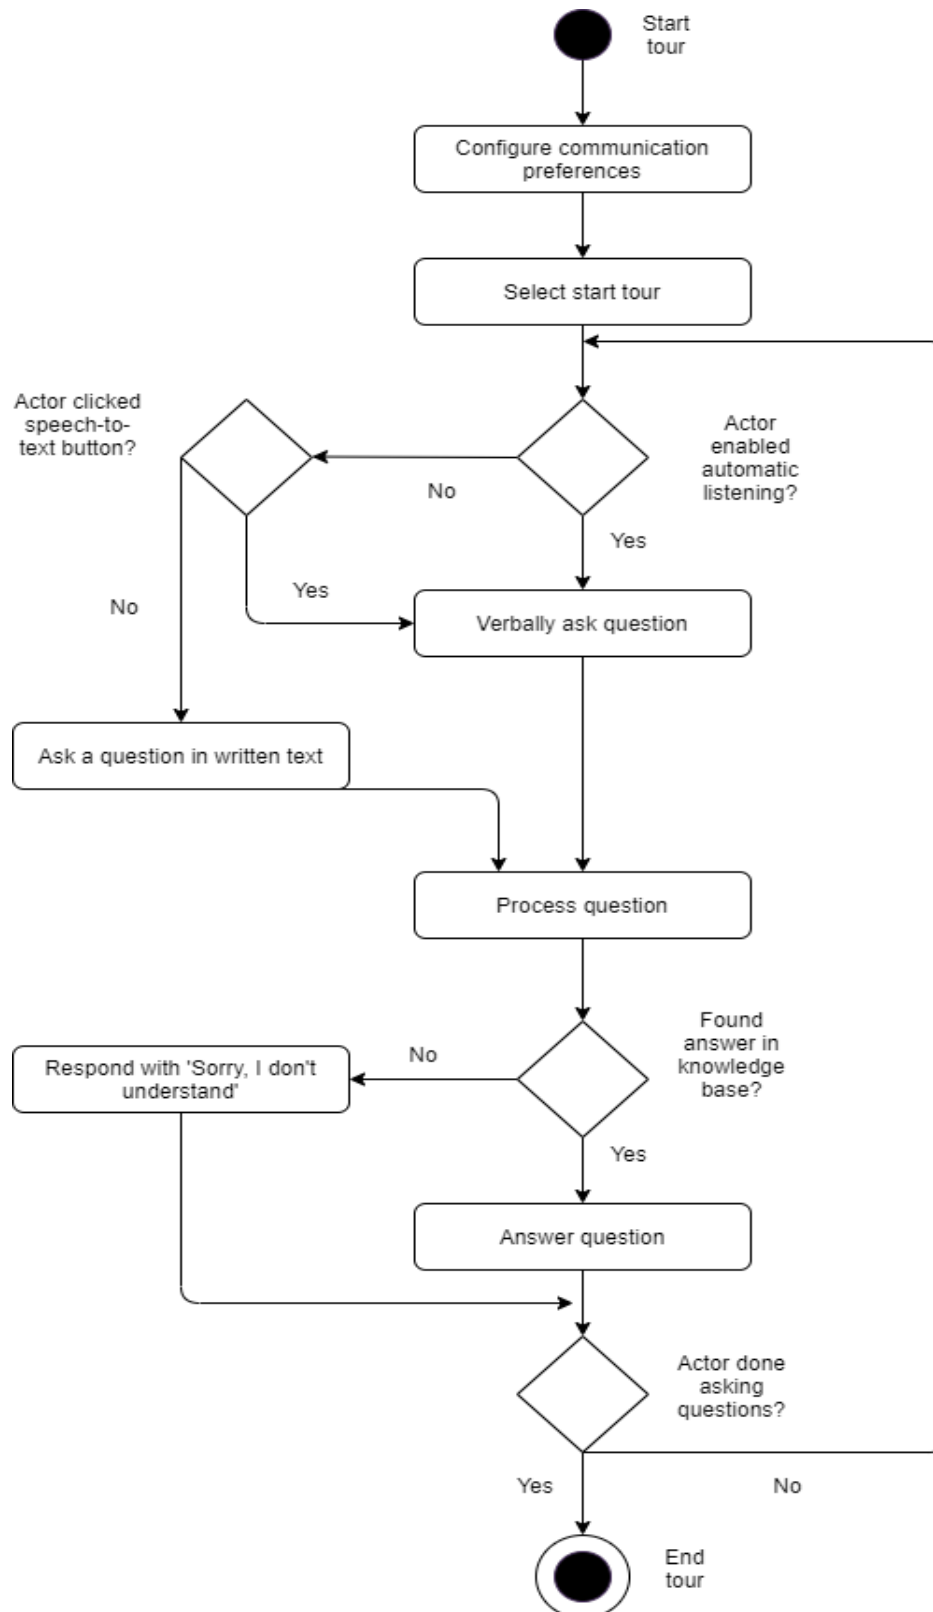 Start
tour
Configure communication
preferences
Select start tour
Actor clicked
speech-to-
text button?
Actor
enabled
automatic
listening?
No
Yes
Yes
No
Verbally ask question
Ask a question in written text
Process question
Found
answer in
knowledge
base?
No
Respond with 'Sorry, I don't
understand'
Yes
Answer question
Actor done
asking
questions?
Yes
No
End
tour